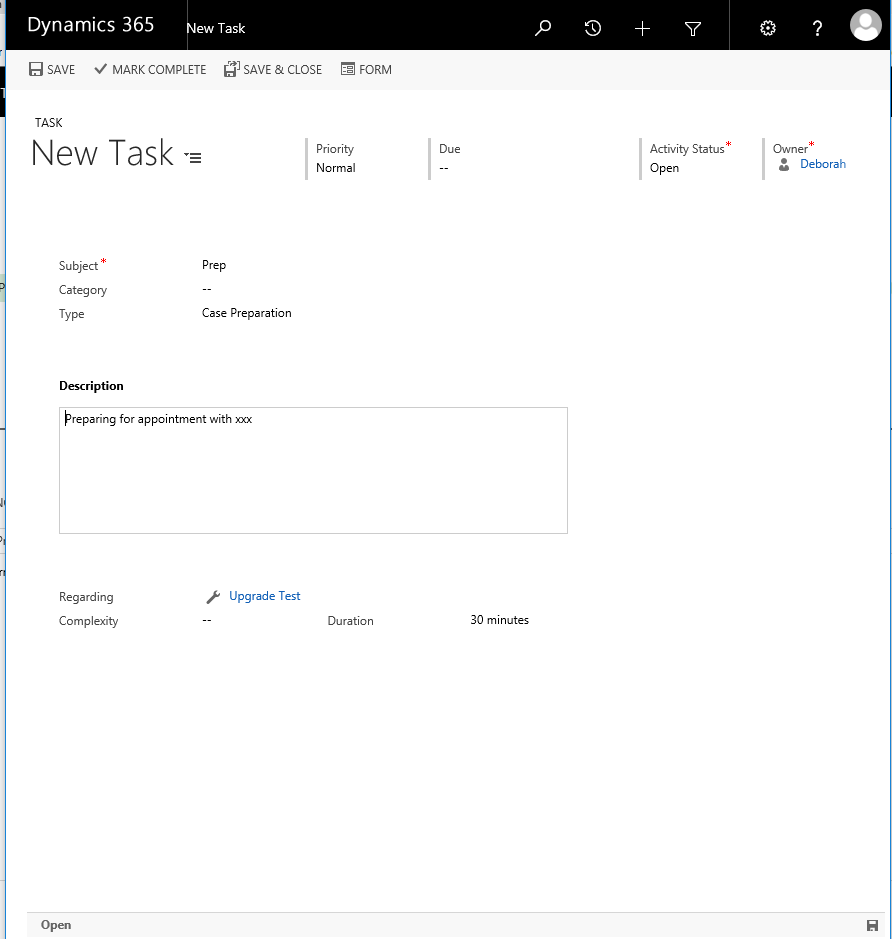 Dynamics 365 New Task
SAVE MARK COMPLETE SAVE & CLOSE FORM
TASK
New Task
Priority Due Activity Status* Owner*
Normal -- Open Deborah
Subject* Prep
Category --
Type Case Preparation
Description
Preparing for appointment with xxx
Regarding Upgrade Test
Complexity -- Duration 30 minutes
Open